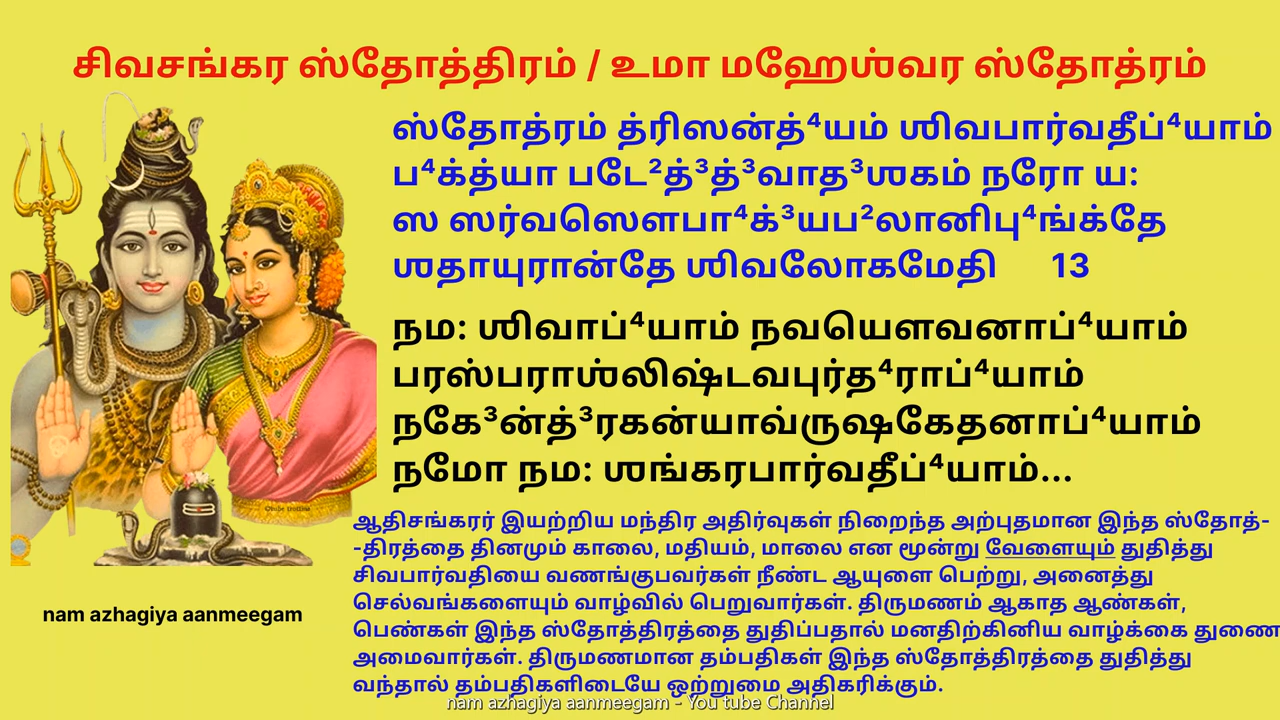 சிவசங்கர ஸ்தோத்திரம் / உமா மஹேஶ்வர ஸ்தோத்ரம்
ஸ்தோத்ரம் த்ரிஸன்த்⁴யம் ஶிவபார்வதீப்⁴யாம்
ப⁴க்த்யா படே²த்³த்³வாத³ஶகம் நரோ ய:
ஸ ஸர்வஸௌபா⁴க்³யப²லானிபு⁴ங்க்தே
ஶதாயுரான்தே ஶிவலோகமேதி 13
நம: ஶிவாப்⁴யாம் நவயௌவனாப்⁴யாம்
பரஸ்பராஶ்லிஷ்டவபுர்த⁴ராப்⁴யாம்
நகே³ன்த்³ரகன்யாவ்ருஷகேதனாப்⁴யாம்
நமோ நம: ஶங்கரபார்வதீப்⁴யாம்...
ஆதிசங்கரர் இயற்றிய மந்திர அதிர்வுகள் நிறைந்த அற்புதமான இந்த ஸ்தோத்-
-திரத்தை தினமும் காலை, மதியம், மாலை என மூன்று வேளையும் துதித்து
சிவபார்வதியை வணங்குபவர்கள் நீண்ட ஆயுளை பெற்று, அனைத்து
செல்வங்களையும் வாழ்வில் பெறுவார்கள். திருமணம் ஆகாத ஆண்கள்,
பெண்கள் இந்த ஸ்தோத்திரத்தை துதிப்பதால் மனதிற்கினிய வாழ்க்கை துணை
அமைவார்கள். திருமணமான தம்பதிகள் இந்த ஸ்தோத்திரத்தை துதித்து
வந்தால் தம்பதிகளிடையே ஒற்றுமை அதிகரிக்கும்.
nam azhagiya aanmeegam
nam azhagiya aanmeegam - You tube Channel